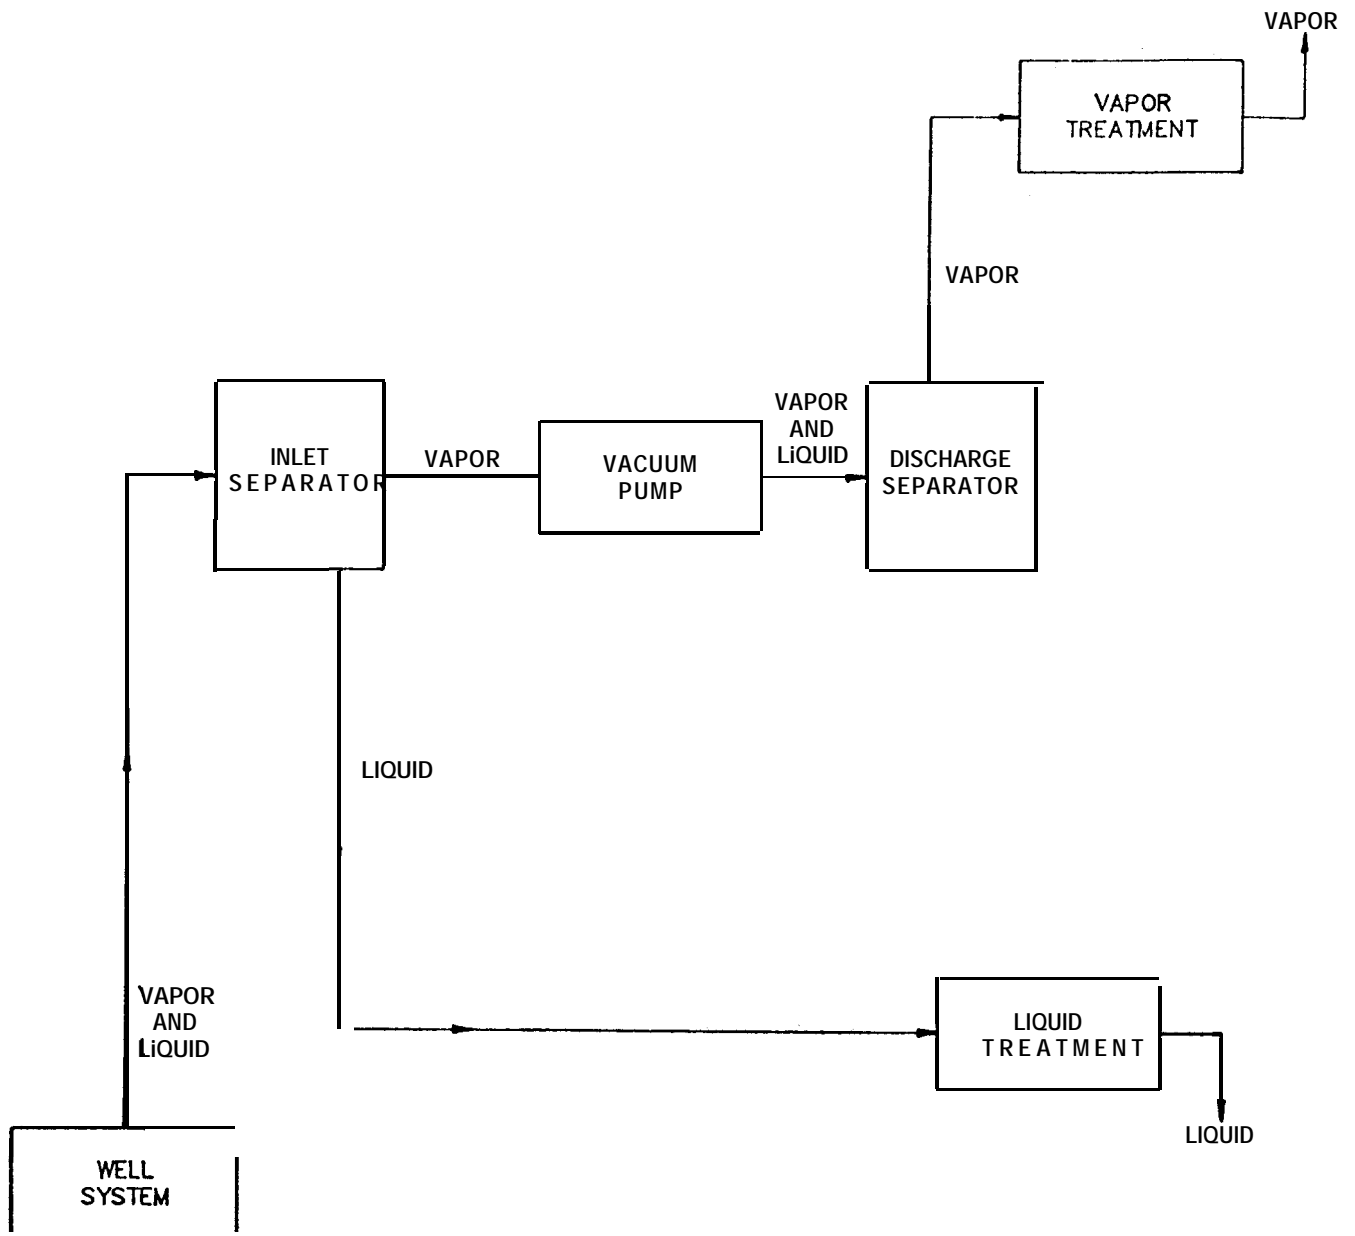 VAPOR
VAPOR
TREATMENT
VAPOR
VAPOR
AND
LiQUID
INLET
SEPARATOR
VAPOR
VACUUM
PUMP
DISCHARGE
SEPARATOR
LIQUID
VAPOR
AND
LiQUID
LIQUID
TREATMENT
LIQUID
WELL
SYSTEM